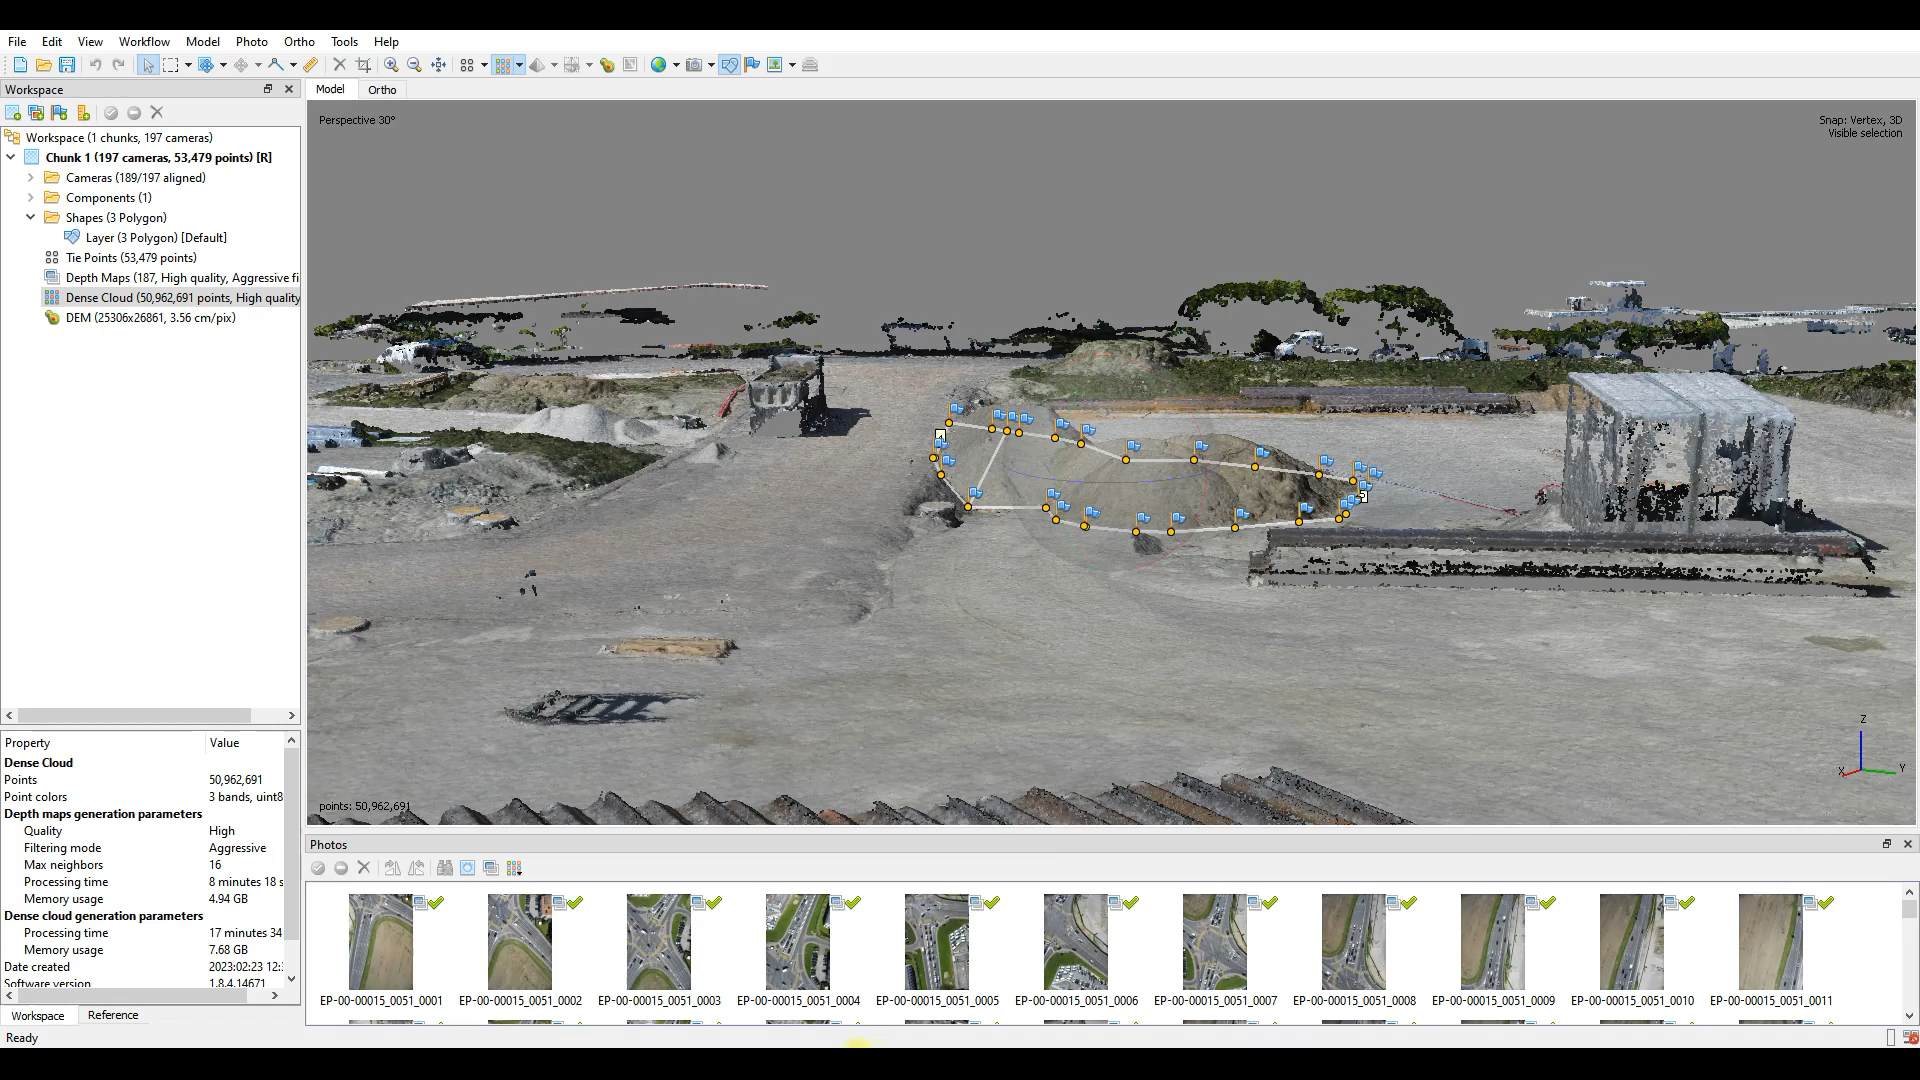 File Edit View Workflow Model Photo Ortho Tools Help
Workspace
Model Ortho
Perspective 30°
Snap: Vertex, 3D
Visible selection
Workspace (1 chunks, 197 cameras)
Chunk 1 (197 cameras, 53,479 points) [R]
Cameras (189/197 aligned)
Components (1)
Shapes (3 Polygon)
Layer (3 Polygon) [Default]
Tie Points (53,479 points)
Depth Maps (187, High quality, Aggressive fi
Dense Cloud (50,962,691 points, High quality
DEM (25306x26861, 3.56 cm/pix)
Z
X
Y
points: 50,962,691
Property Value
Dense Cloud
Points 50,962,691
Point colors 3 bands, uint8
Depth maps generation parameters
Quality High
Filtering mode Aggressive
Max neighbors 16
Processing time 8 minutes 18 s
Memory usage 4.94 GB
Dense cloud generation parameters
Processing time 17 minutes 34
Memory usage 7.68 GB
Date created 2023:02:23 12:
Software version 1.8.4.14671
Workspace Reference
Photos
EP-00-00015_0051_0001 EP-00-00015_0051_0002 EP-00-00015_0051_0003 EP-00-00015_0051_0004 EP-00-00015_0051_0005 EP-00-00015_0051_0006 EP-00-00015_0051_0007 EP-00-00015_0051_0008 EP-00-00015_0051_0009 EP-00-00015_0051_0010 EP-00-00015_0051_0011
Ready